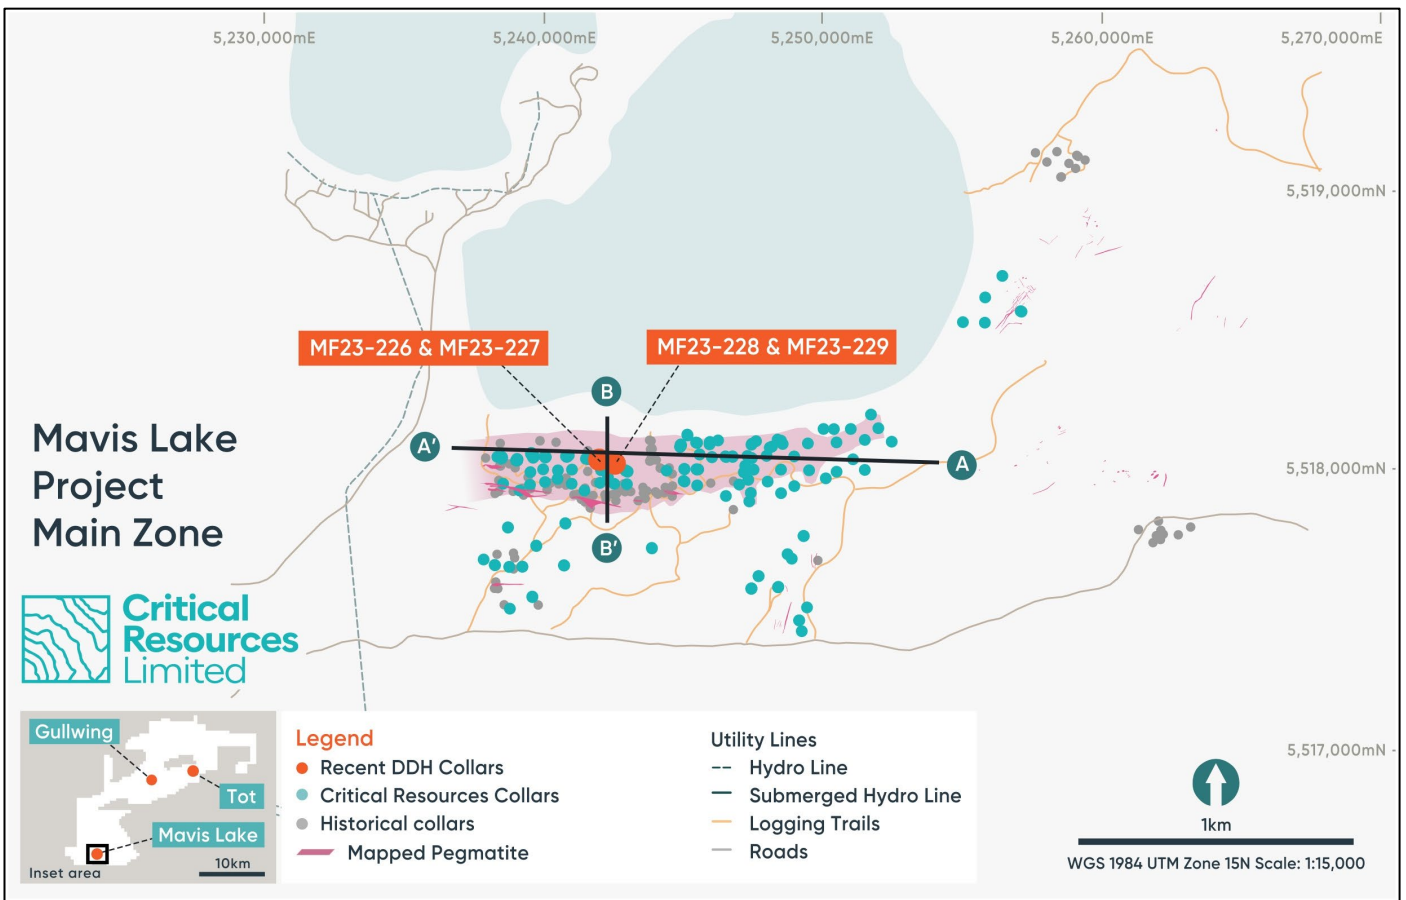 5,230,000mE
5,240,000mE
5,250,000mE
5,260,000mE
5,270,000mE
5,519,000mN
MF23-226 & MF23-227
MF23-228 & MF23-229
B
A'
A
B'
5,518,000mN
Mavis Lake
Project
Main Zone
Critical
Resources
Limited
5,517,000mN
Gullwing
Tot
Mavis Lake
Inset area
10km
Legend
Recent DDH Collars
Critical Resources Collars
Historical collars
Mapped Pegmatite
Utility Lines
Hydro Line
Submerged Hydro Line
Logging Trails
Roads
1km
WGS 1984 UTM Zone 15N Scale: 1:15,000